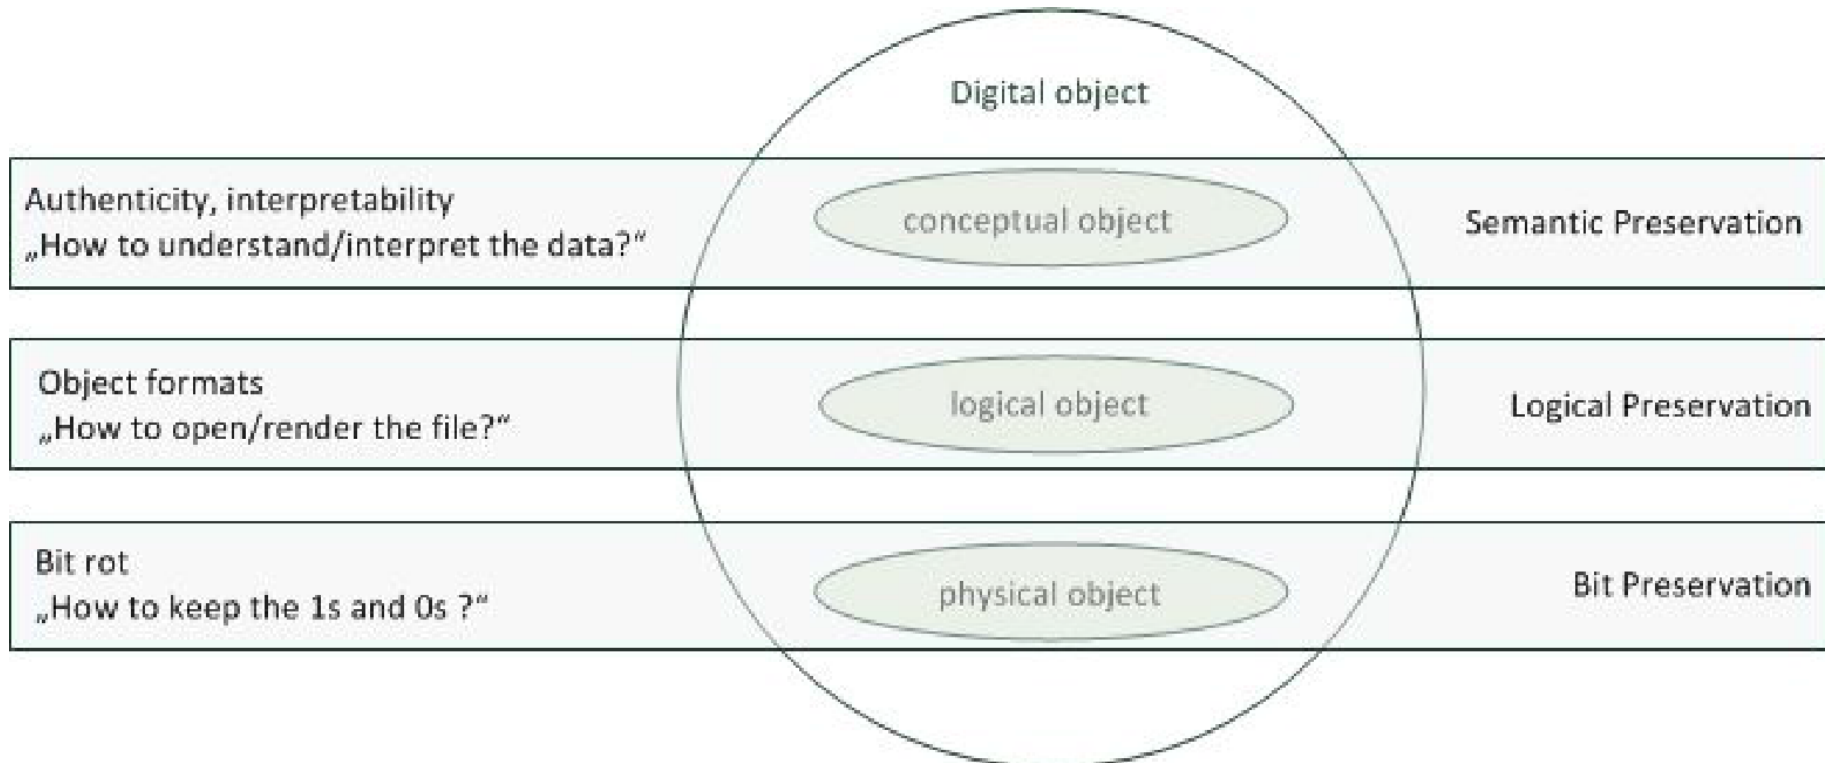 Digital object
Authenticity, interpretability
„How to understand/interpret the data?“
conceptual object
Semantic Preservation
Object formats
„How to open/render the file?“
logical object
Logical Preservation
Bit rot
„How to keep the 1s and 0s ?“
physical object
Bit Preservation